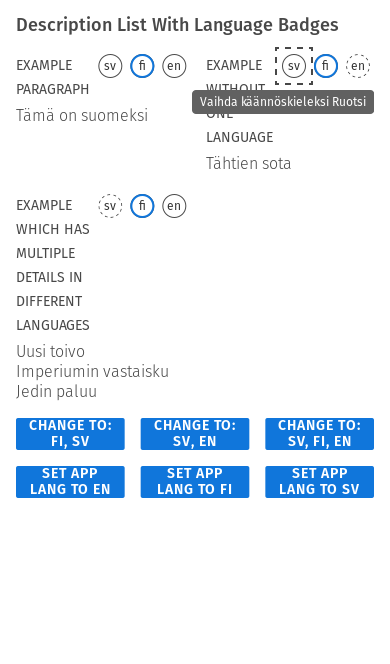 Description List With Language Badges
EXAMPLE PARAGRAPH
sv fi en
Tämä on suomeksi
EXAMPLE
WITHOUT
ONE
LANGUAGE
sv fi en
Vaihda käännöskieleksi Ruotsi
Tähtien sota
EXAMPLE
WHICH HAS
MULTIPLE
DETAILS IN
DIFFERENT
LANGUAGES
sv fi en
Uusi toivo
Imperiumin vastaisku
Jedin paluu
CHANGE TO:
FI, SV
CHANGE TO:
SV, EN
CHANGE TO:
SV, FI, EN
SET APP
LANG TO EN
SET APP
LANG TO FI
SET APP
LANG TO SV